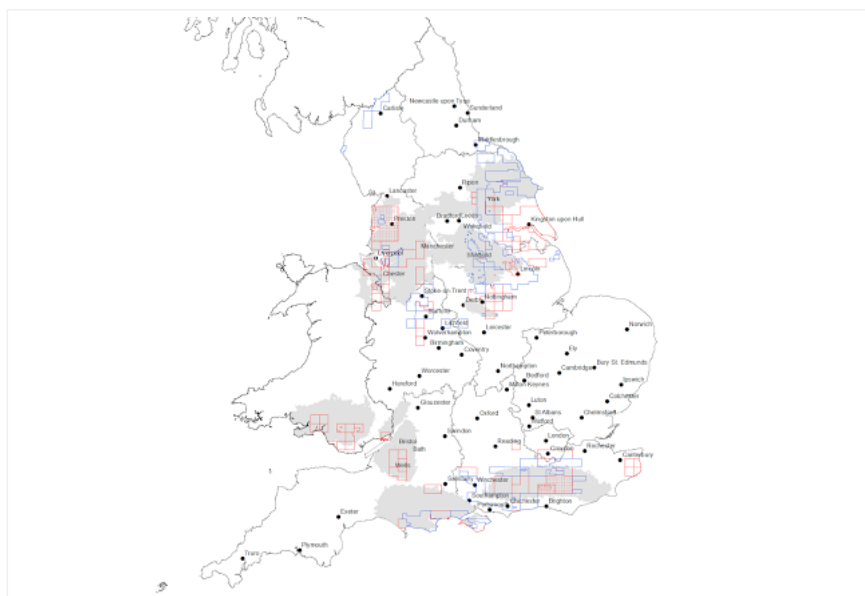 Newcastle upon Tyne
Carlisle
Sunderland
Durham
Middlesbrough
Ripon
Lancaster
York
Preston
Bradford
Leeds
Kingston upon Hull
Wakefield
Manchester
Liverpool
Sheffield
Chester
Lincoln
Stoke-on-Trent
Derby
Nottingham
Stafford
Lichfield
Norwich
Leicester
Peterborough
Wolverhampton
Birmingham
Coventry
Ely
Bury St. Edmunds
Northampton
Cambridge
Worcester
Bedford
Ipswich
Hereford
Milton Keynes
Colchester
Gloucester
Luton
Oxford
St Albans
Chelmsford
Watford
Swindon
London
Bristol
Reading
Bath
Rochester
Croydon
Canterbury
Wells
Salisbury
Winchester
Southampton
Chichester
Brighton
Exeter
Plymouth
Truro